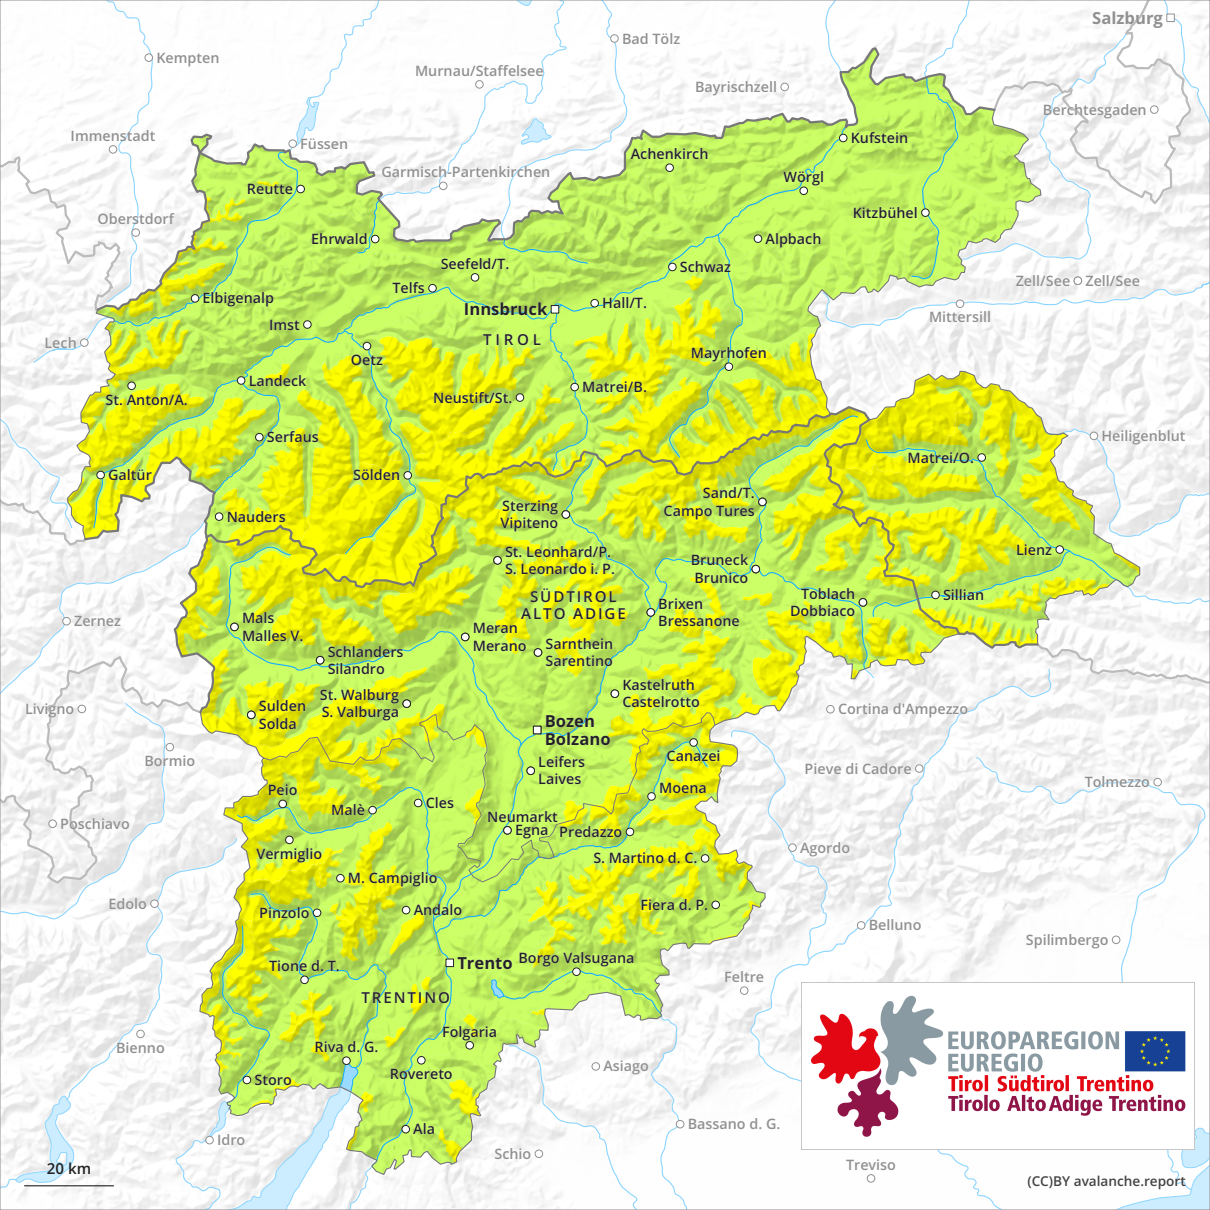 Salzburg
Bad Tölz
Kempten
Murnau/Staffelsee
Bayrischzell
Berchtesgaden
Immenstadt
Füssen
Kufstein
Achenkirch
Garmisch-Partenkirchen
Wörgl
Reutte
Oberstdorf
Kitzbühel
Ehrwald
Alpbach
Seefeld/T.
Schwaz
Zell/See
Zell/See
Telfs
Elbigenalp
Hall/T.
Innsbruck
Mittersill
Imst
TIROL
Lech
Oetz
Mayrhofen
Landeck
Matrei/B.
St. Anton/A.
Neustift/St.
Serfaus
Heiligenblut
Matrei/O.
Galtür
Sölden
Sand/T.
Campo Tures
Sterzing
Vipiteno
Nauders
St. Leonhard/P.
S. Leonardo i. P.
Lienz
Bruneck
Brunico
SÜDTIROL
ALTO ADIGE
Toblach
Dobbiaco
Sillian
Brixen
Bressanone
Zernez
Mals
Malles V.
Meran
Merano
Sarnthein
Sarentino
Schlanders
Silandro
Kastelruth
Castelrotto
St. Walburg
S. Valburga
Sulden
Solda
Livigno
Cortina d'Ampezzo
Bozen
Bolzano
Canazei
Bormio
Leifers
Laives
Pieve di Cadore
Tolmezzo
Peio
Moena
Malè
Cles
Neumarkt
Egna
Predazzo
Poschiavo
Vermiglio
S. Martino d. C.
Agordo
M. Campiglio
Edolo
Pinzolo
Andalo
Fiera d. P.
Belluno
Spilimbergo
Borgo Valsugana
Trento
Tione d. T.
Feltre
TRENTINO
Folgaria
Bienno
Riva d. G.
Rovereto
Asiago
Storo
Ala
Bassano d. G.
Idro
Schio
Treviso
EUROPAREGION
EUREGIO
Tirol Südtirol Trentino
Tirolo Alto Adige Trentino
20 km
(CC)BY avalanche.report